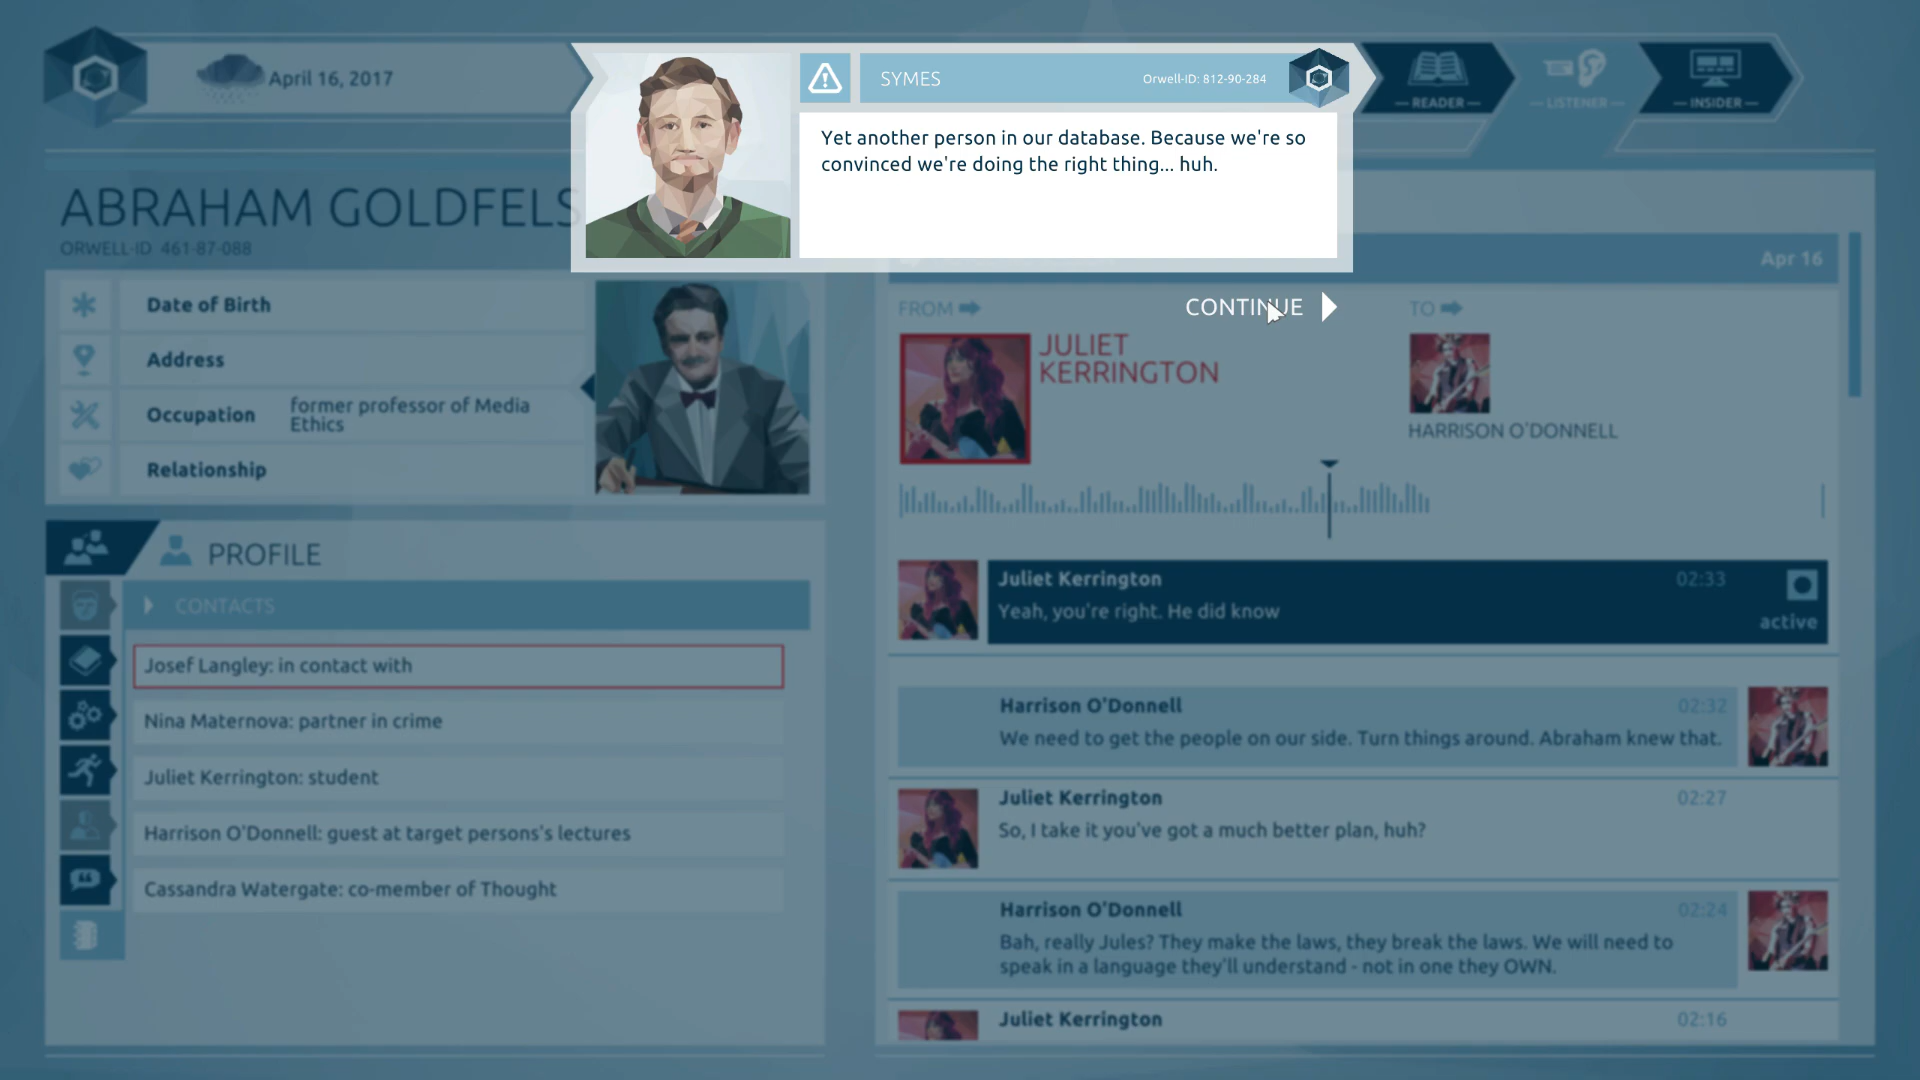 April 16, 2017
SYMES
Orwell-ID: 812-90-284
Yet another person in our database. Because we're so
convinced we're doing the right thing... huh.
CONTINUE
— READER —
— LISTENER —
— INSIDER —
ABRAHAM GOLDFELS
ORWELL-ID 461-87-088
Date of Birth
Address
Occupation
former professor of Media
Ethics
Relationship
PROFILE
CONTACTS
Josef Langley: in contact with
Nina Maternova: partner in crime
Juliet Kerrington: student
Harrison O'Donnell: guest at target persons's lectures
Cassandra Watergate: co-member of Thought
Apr 16
FROM
JULIET
KERRINGTON
TO
HARRISON O'DONNELL
Juliet Kerrington
02:33
Yeah, you're right. He did know
active
Harrison O'Donnell
02:32
We need to get the people on our side. Turn things around. Abraham knew that.
Juliet Kerrington
02:27
So, I take it you've got a much better plan, huh?
Harrison O'Donnell
02:24
Bah, really Jules? They make the laws, they break the laws. We will need to
speak in a language they'll understand - not in one they OWN.
Juliet Kerrington
02:16